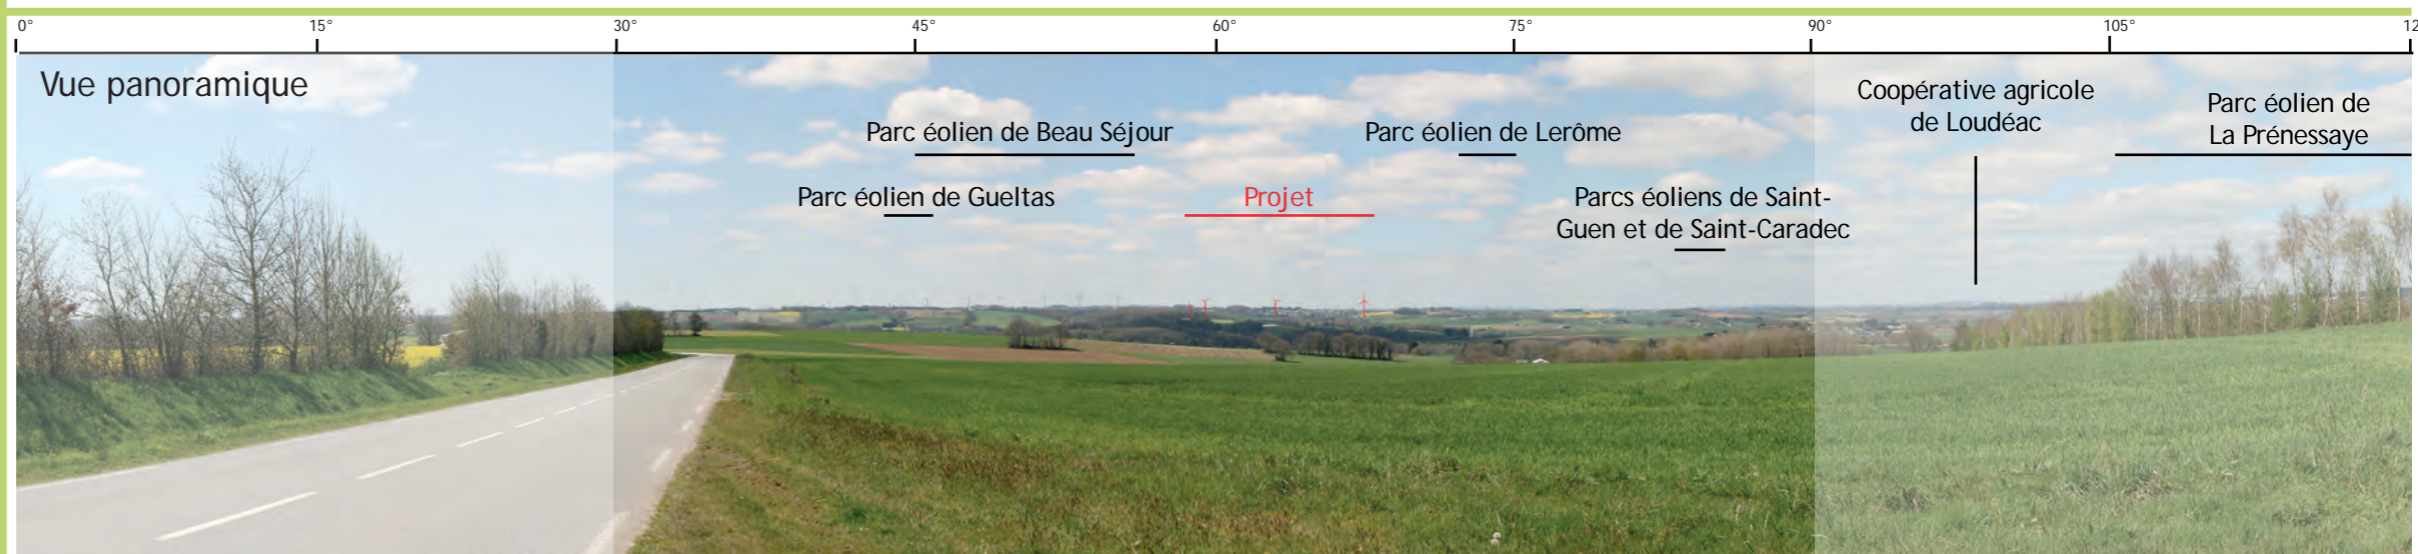 0° 15° 30° 45° 60° 75° 90° 105° 12
Vue panoramique
Parc éolien de Beau Séjour
Parc éolien de Gueltas
Projet
Parc éolien de Lerôme
Parcs éoliens de Saint-
Guen et de Saint-Caradec
Coopérative agricole
de Loudéac
Parc éolien de
La Prénessaye